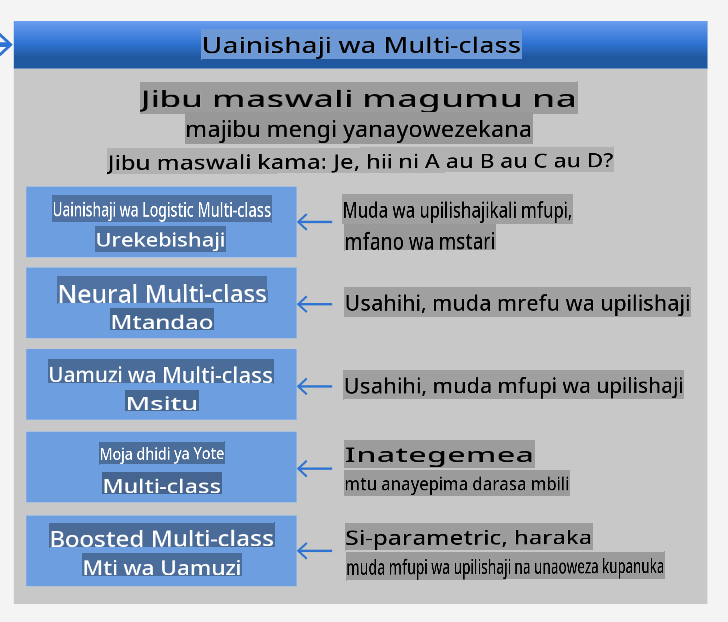 Uainishaji wa Multi-class
Jibu maswali magumu na
majibu mengi yanayowezekana
Jibu maswali kama: Je, hii ni A au B au C au D?
Uainishaji wa Logistic Multi-class
Urekebishaji
Muda wa upilishajikali mfupi,
mfano wa mstari
Neural Multi-class
Mtandao
Usahihi, muda mrefu wa upilishaji
Uamuzi wa Multi-class
Msitu
Usahihi, muda mfupi wa upilishaji
Moja dhidi ya Yote
Multi-class
Inategemea
mtu anayepima darasa mbili
Boosted Multi-class
Mti wa Uamuzi
Si-parametric, haraka
muda mfupi wa upilishaji na unaoweza kupanuka